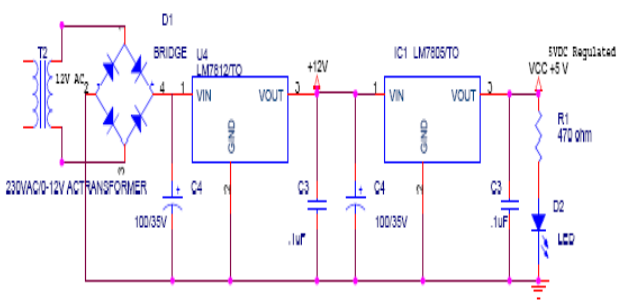 D1
T2
BRIDGE
U4
LM7812/TO
+12V
IC1 LM7805/TO
5VDC Regulated
VCC +5 V
12V AC
2
4
1
VIN
VOUT
3
1
VIN
VOUT
3
GND
GND
R1
470 ohm
3
230VAC/0-12V ACTRANSFORMER
2
2
C4
100/35V
C3
.1uF
C4
100/35V
C3
.1uF
D2
LED